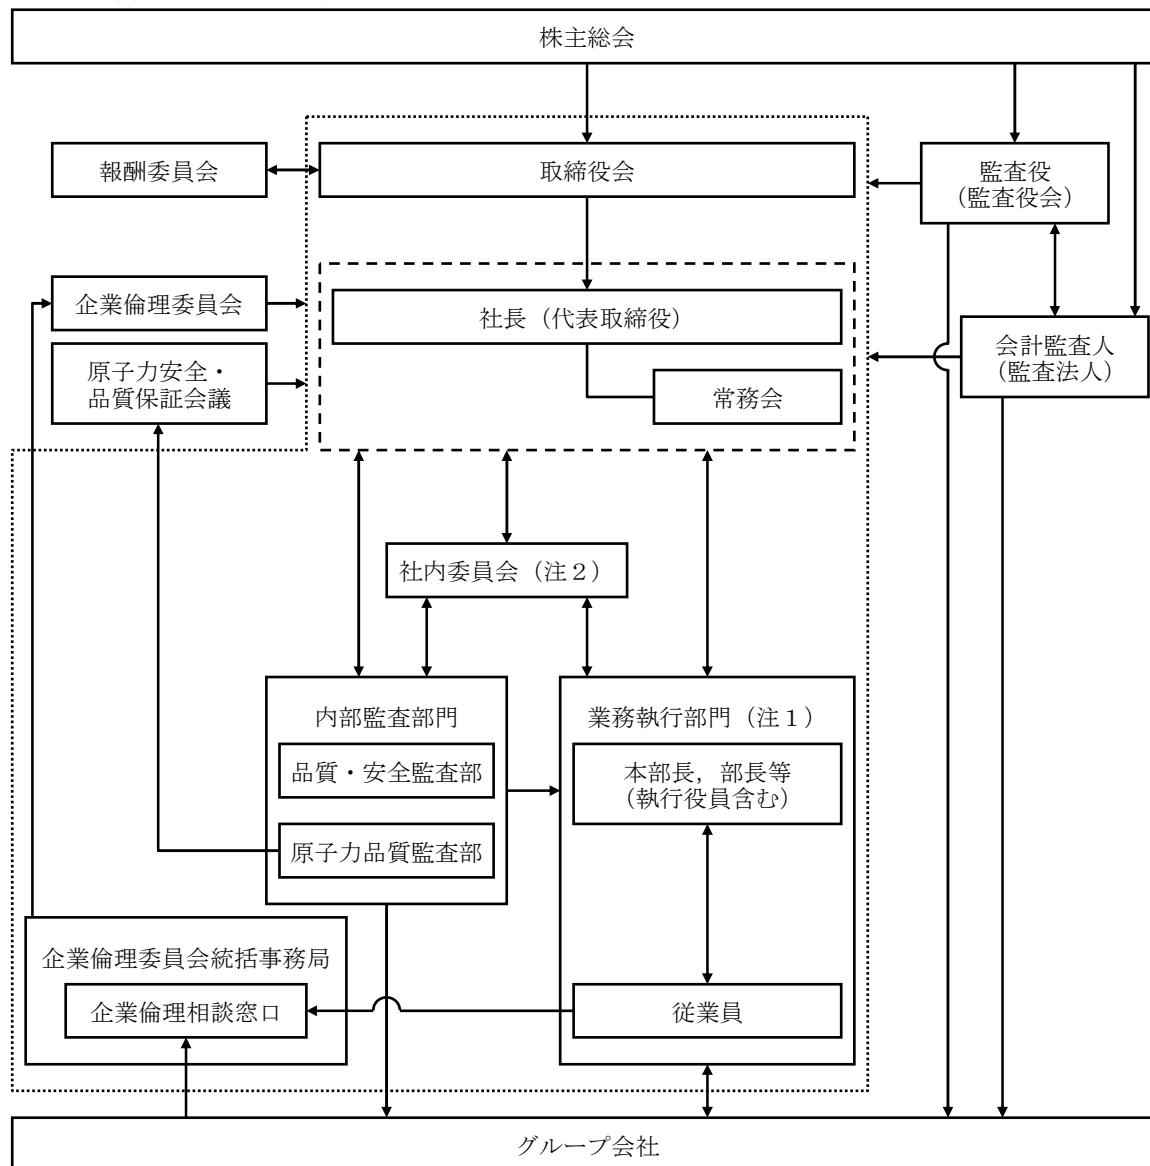 株主総会
報酬委員会
取締役会
監査役
（監査役会）
企業倫理委員会
社長（代表取締役）
原子力安全・
品質保証会議
常務会
会計監査人
（監査法人）
社内委員会（注２）
内部監査部門
品質・安全監査部
原子力品質監査部
業務執行部門（注１）
本部長，部長等
（執行役員含む）
企業倫理委員会統括事務局
企業倫理相談窓口
従業員
グループ会社